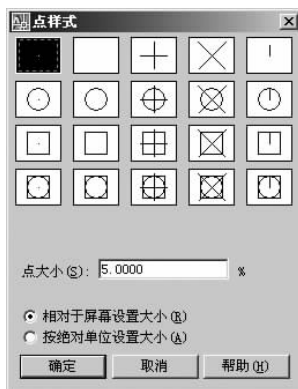 点样式
点大小(S): 5.0000 %
相对于屏幕设置大小(R)
按绝对单位设置大小(A)
确定 取消 帮助(H)